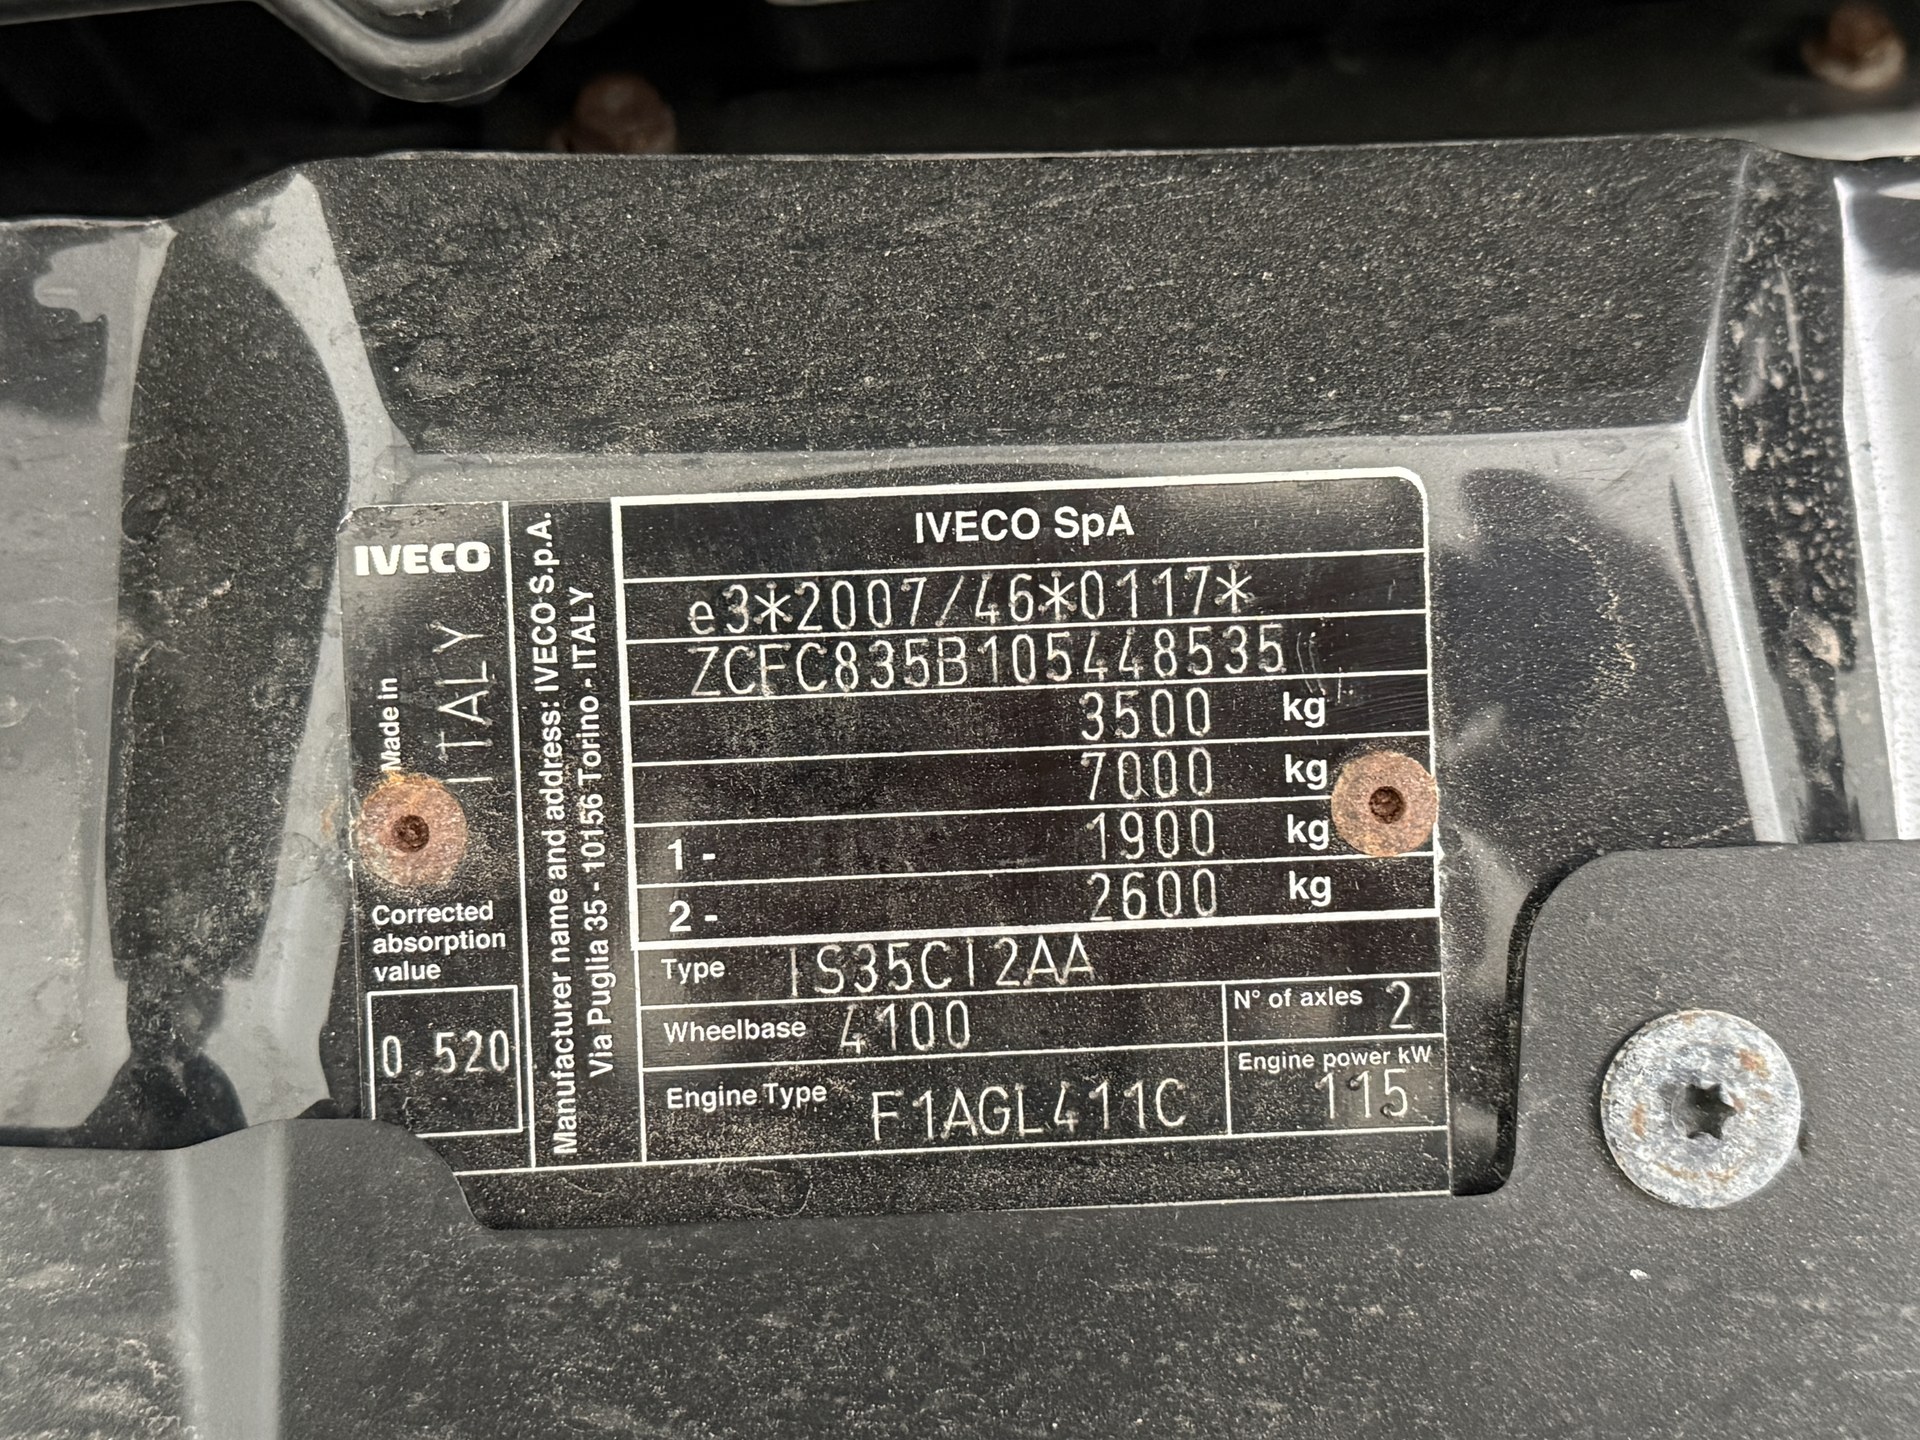 IVECO
Made in
ITALY
Corrected
absorption
value
0.520
Manufacturer name and address: IVECO S.p.A.
Via Puglia 35 - 10156 Torino - ITALY
IVECO SpA
e3*2007/46*0117*
ZCFC835B105448535
3500 kg
7000 kg
1 - 1900 kg
2 - 2600 kg
Type IS35CI2AA
Wheelbase 4100
N° of axles 2
Engine Type F1AGL411C
Engine power kW
115